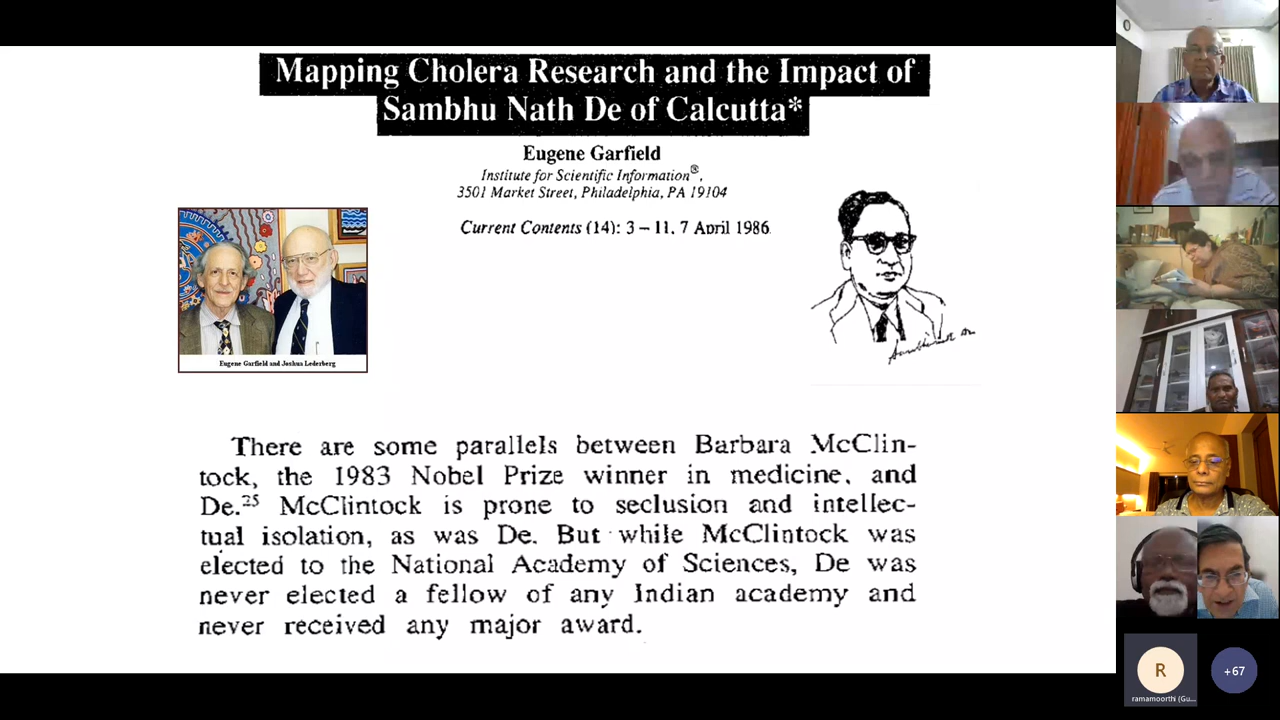 Mapping Cholera Research and the Impact of
Sambhu Nath De of Calcutta*
Eugene Garfield
Institute for Scientific Information®,
3501 Market Street, Philadelphia, PA 19104
Current Contents (14): 3 – 11, 7 April 1986
Eugene Garfield and Joshua Lederberg
There are some parallels between Barbara McClin-
tock, the 1983 Nobel Prize winner in medicine, and
De.25 McClintock is prone to seclusion and intellec-
tual isolation, as was De. But while McClintock was
elected to the National Academy of Sciences, De was
never elected a fellow of any Indian academy and
never received any major award.
R
+67
ramamoorthi (Gu...